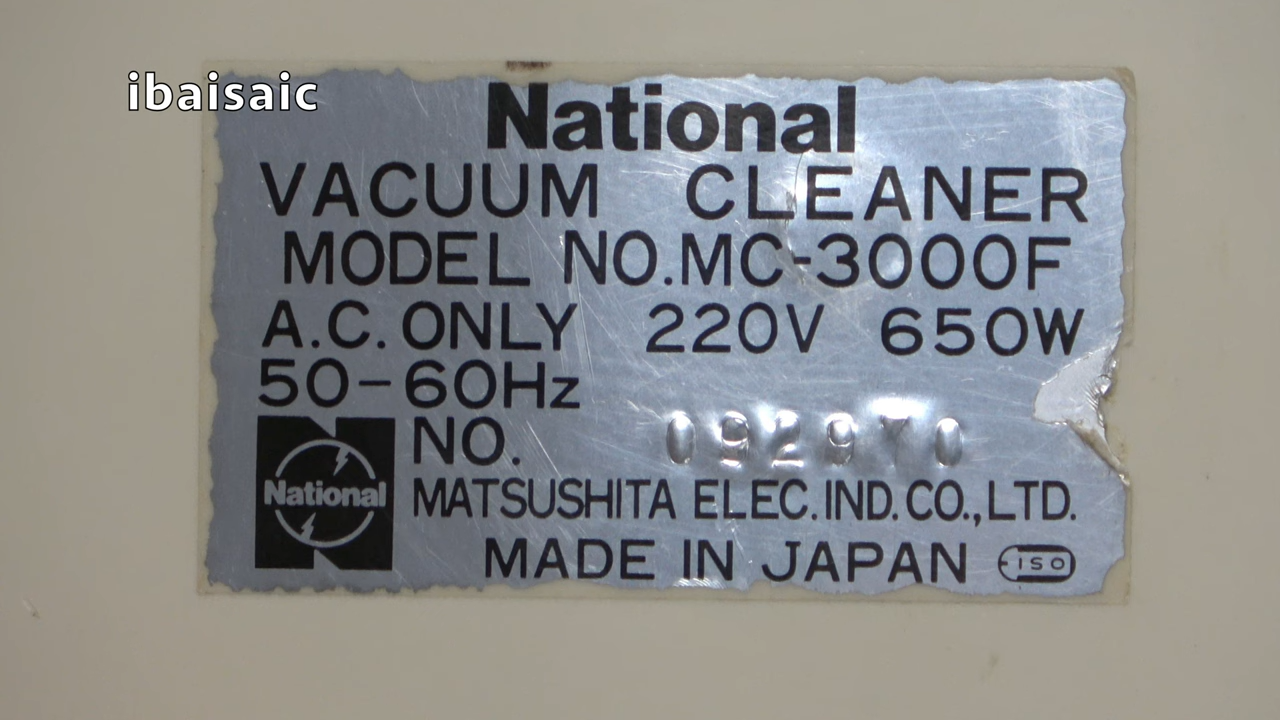 ibaisaic
National
VACUUM CLEANER
MODEL NO.MC-3000F
A.C. ONLY 220V 650W
50-60Hz
NO. 092970
National
MATSUSHITA ELEC.IND.CO.,LTD.
MADE IN JAPAN ISO